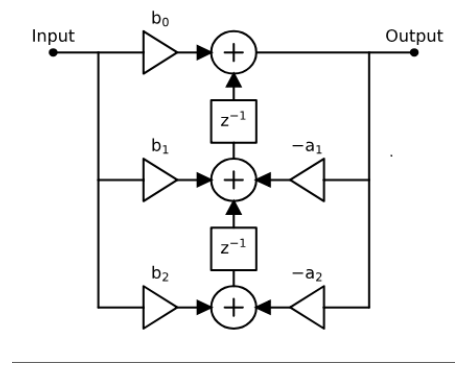 b₀
Input
Output
+
z⁻¹
b₁
−a₁
+
z⁻¹
b₂
−a₂
+